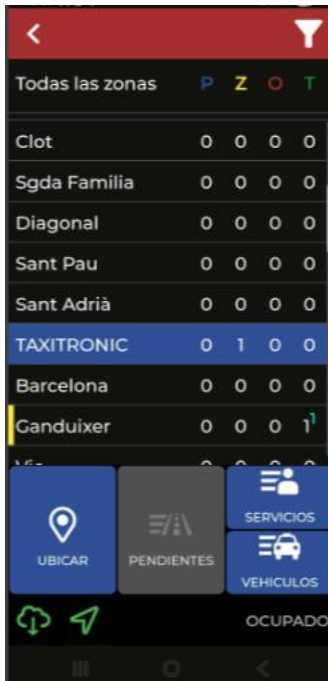 Todas las zonas P Z O T
Clot 0 0 0 0
Sgda Familia 0 0 0 0
Diagonal 0 0 0 0
Sant Pau 0 0 0 0
Sant Adrià 0 0 0 0
TAXITRONIC 0 1 0 0
Barcelona 0 0 0 0
Ganduixer 0 0 0 1 1
UBICAR
PENDIENTES
SERVICIOS
VEHICULOS
OCUPADO